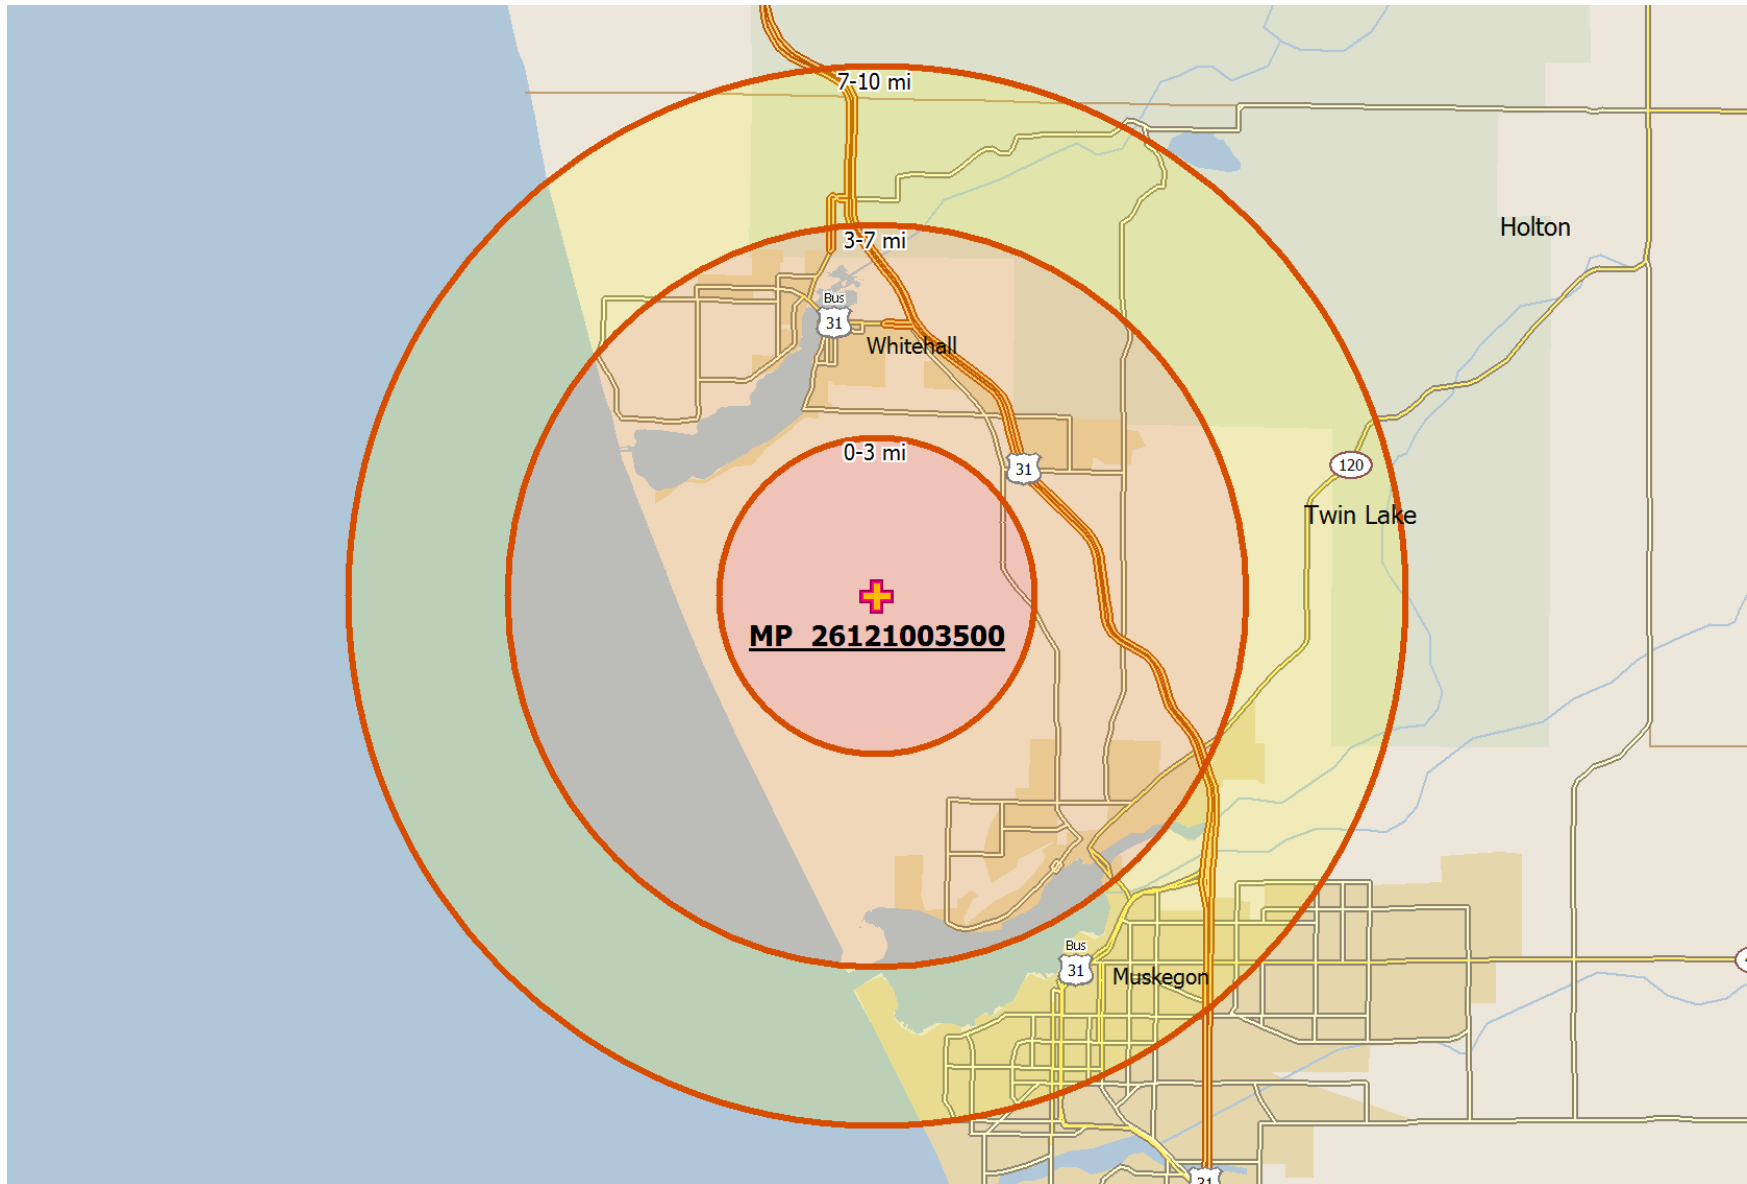 7-10 mi
Holton
3-7 mi
Bus
31
Whitehall
0-3 mi
31
120
Twin Lake
MP 26121003500
Bus
31
Muskegon
31